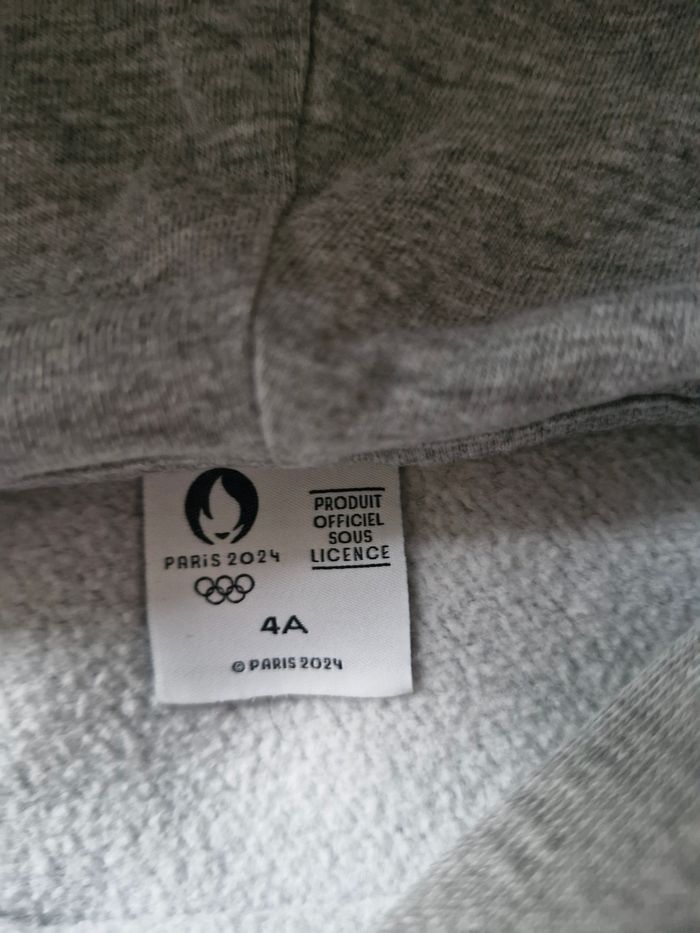 PRODUIT
OFFICIEL
SOUS
LICENCE
PARiS 2024
4A
© PARIS 2024